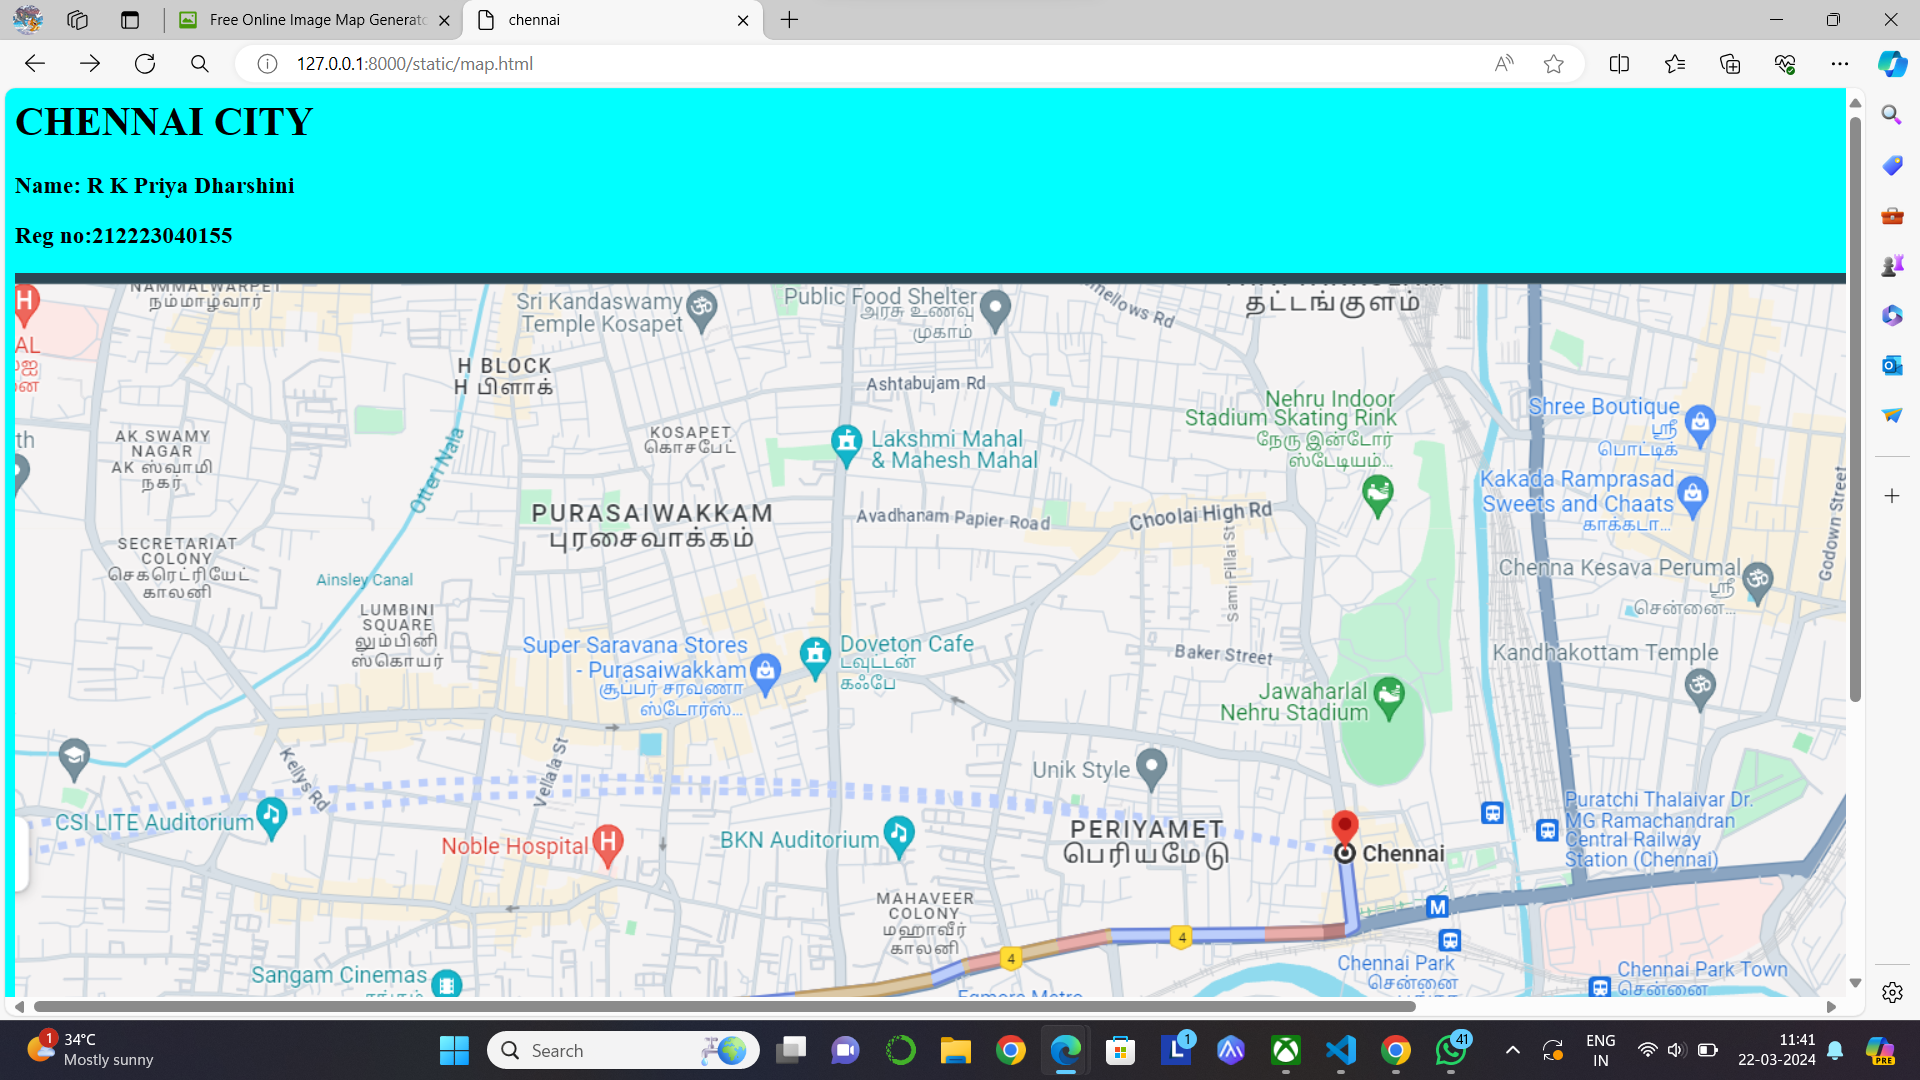 Free Online Image Map Generato
chennai
127.0.0.1:8000/static/map.html
CHENNAI CITY
Name: R K Priya Dharshini
Reg no:212223040155
NAMMALWARPET
நம்மாழ்வார்
Sri Kandaswamy
Temple Kosapet
Public Food Shelter
அரசு உணவு
முகாம்
தட்டங்குளம்
H BLOCK
H பிளாக்
Ashtabujam Rd
Nehru Indoor
Stadium Skating Rink
நேரு இன்டோர்
ஸ்டேடியம்...
Shree Boutique
ஸ்ரீ
பொட்டிக்
AK SWAMY
NAGAR
AK ஸ்வாமி
நகர்
KOSAPET
கொசபேட்
Lakshmi Mahal
& Mahesh Mahal
Otteri Nala
Kakada Ramprasad
Sweets and Chaats
காக்கடா...
Godown Street
PURASAIWAKKAM
புரசைவாக்கம்
Avadhanam Papier Road
Choolai High Rd
Sami Pillai St
SECRETARIAT
COLONY
செகரெட்ரியேட்
காலனி
Ainsley Canal
Chenna Kesava Perumal
ஸ்ரீ
சென்னை...
LUMBINI
SQUARE
லும்பினி
ஸ்கொயர்
Super Saravana Stores
- Purasaiwakkam
சூப்பர் சரவணா
ஸ்டோர்ஸ்...
Doveton Cafe
டவுட்டன்
கஃபே
Baker Street
Kandhakottam Temple
Jawaharlal
Nehru Stadium
Kellys Rd
Vellala St
Unik Style
CSI LITE Auditorium
Noble Hospital
BKN Auditorium
PERIYAMET
பெரியமேடு
Chennai
Puratchi Thalaivar Dr.
MG Ramachandran
Central Railway
Station (Chennai)
MAHAVEER
COLONY
மஹாவீர்
காலனி
M
4
4
Sangam Cinemas
Egmore Metro
Chennai Park
சென்னை
Chennai Park Town
சென்னை
34°C
Mostly sunny
Search
1
41
ENG
IN
11:41
22-03-2024